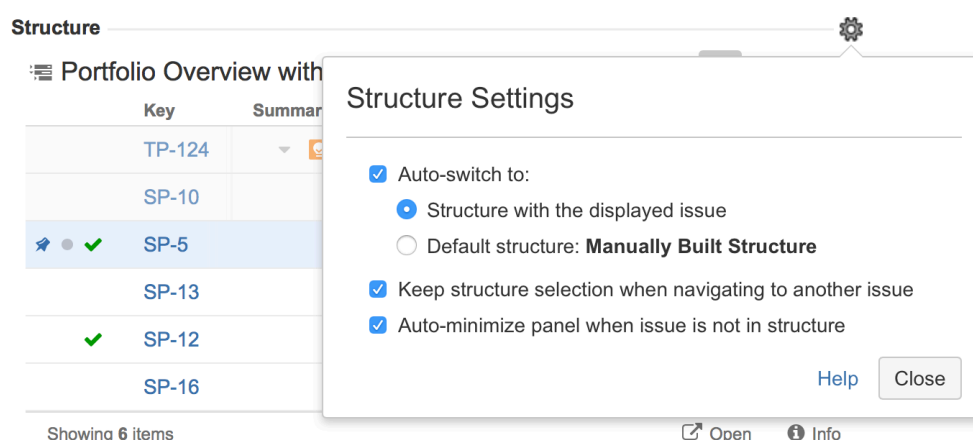 Structure
Portfolio Overview with
Key
TP-124
SP-10
SP-5
SP-13
SP-12
SP-16
Showing 6 items
Open
Info
Structure Settings
Auto-switch to:
Structure with the displayed issue
Default structure: Manually Built Structure
Keep structure selection when navigating to another issue
Auto-minimize panel when issue is not in structure
Help
Close